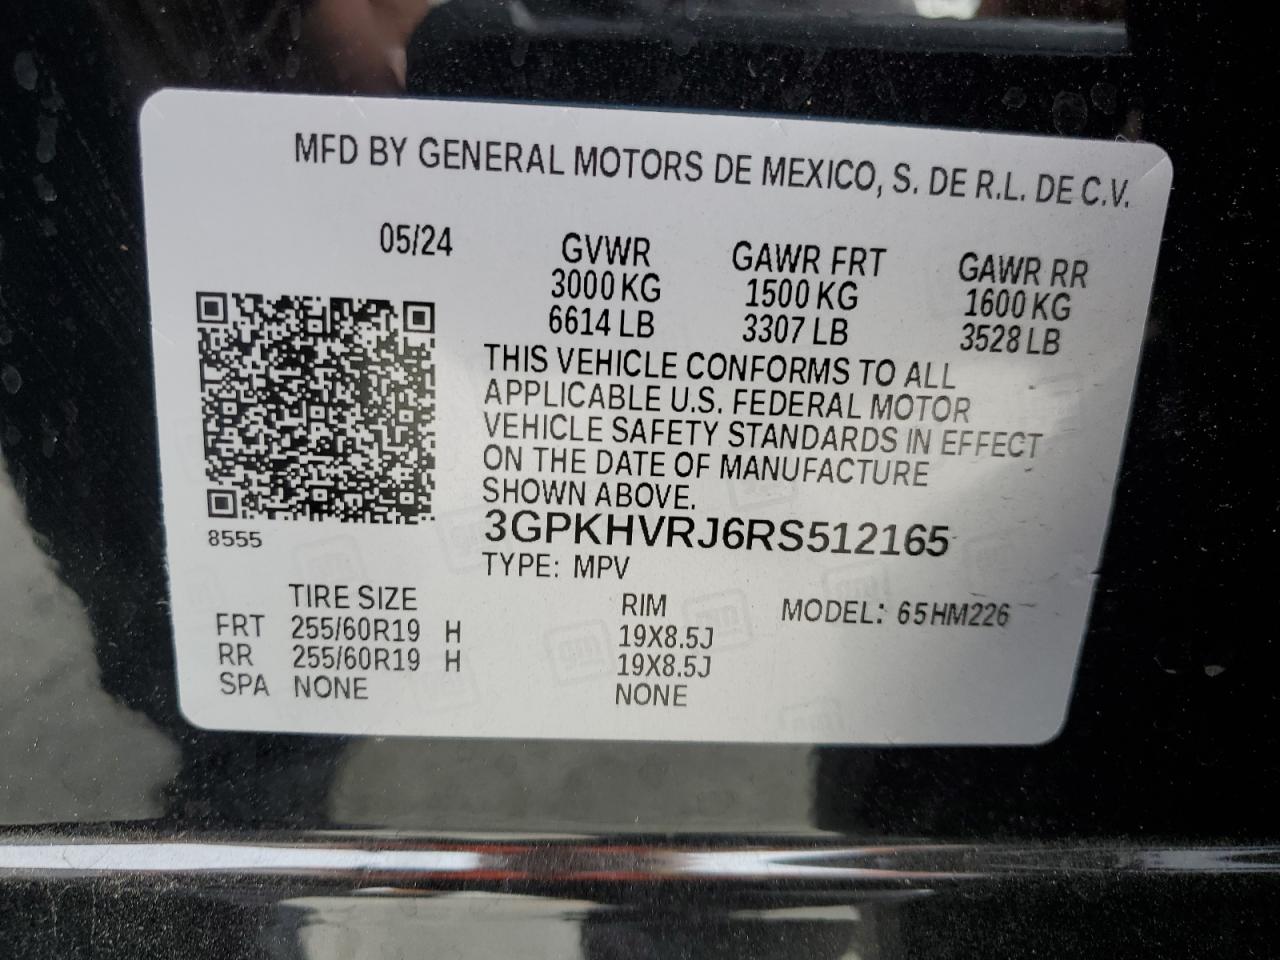 MFD BY GENERAL MOTORS DE MEXICO, S. DE R.L. DE C.V.
05/24 GVWR GAWR FRT GAWR RR
3000 KG 1500 KG 1600 KG
6614 LB 3307 LB 3528 LB
THIS VEHICLE CONFORMS TO ALL
APPLICABLE U.S. FEDERAL MOTOR
VEHICLE SAFETY STANDARDS IN EFFECT
ON THE DATE OF MANUFACTURE
SHOWN ABOVE.
3GPKHVRJ6RS512165
8555
TYPE: MPV
TIRE SIZE RIM MODEL: 65HM226
FRT 255/60R19 H 19X8.5J
RR 255/60R19 H 19X8.5J
SPA NONE NONE